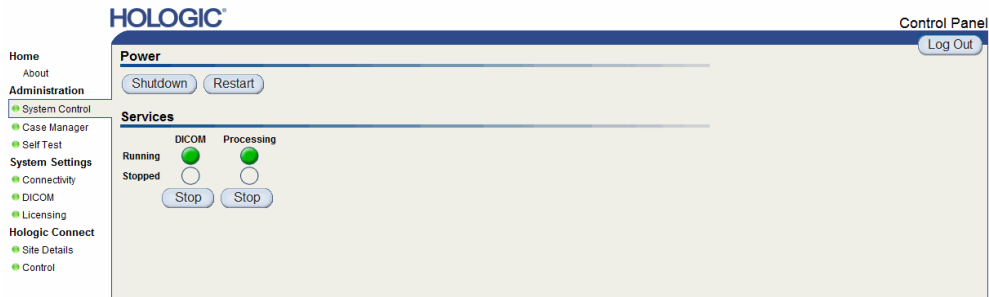 HOLOGIC®
Control Panel
Log Out
Home
About
Administration
System Control
Case Manager
Self Test
System Settings
Connectivity
DICOM
Licensing
Hologic Connect
Site Details
Control
Power
Shutdown Restart
Services
DICOM Processing
Running
Stopped
Stop Stop